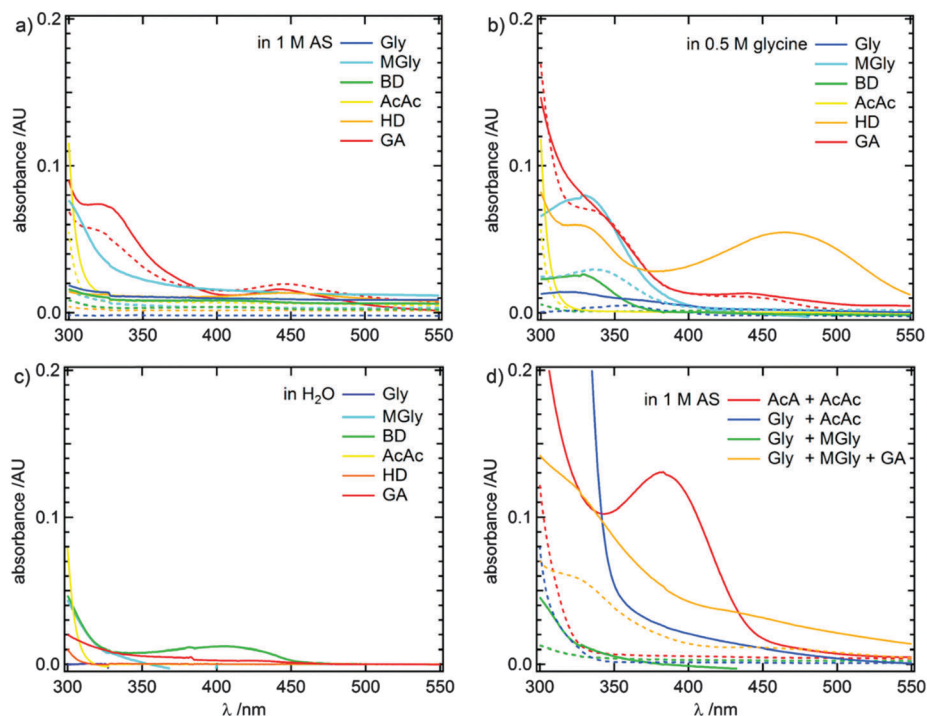 a)
in 1 M AS
Gly
MGly
BD
AcAc
HD
GA
absorbance /AU
0.2
0.1
0.0
300 350 400 450 500 550
b)
in 0.5 M glycine
Gly
MGly
BD
AcAc
HD
GA
absorbance /AU
0.2
0.1
0.0
300 350 400 450 500 550
c)
in H₂O
Gly
MGly
BD
AcAc
HD
GA
absorbance /AU
0.2
0.1
0.0
300 350 400 450 500 550
λ /nm
d)
in 1 M AS
AcA + AcAc
Gly + AcAc
Gly + MGly
Gly + MGly + GA
absorbance /AU
0.2
0.1
0.0
300 350 400 450 500 550
λ /nm